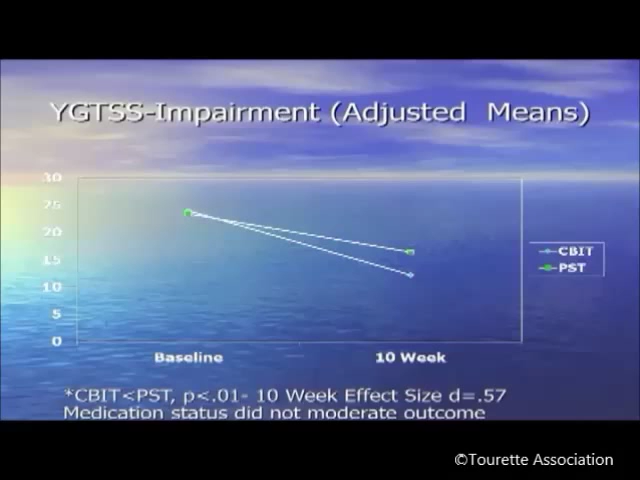 YGTSS-Impairment (Adjusted Means)
30
25
20
15
10
5
0
Baseline 10 Week
CBIT
PST
*CBIT<PST, p<.01- 10 Week Effect Size d=.57
Medication status did not moderate outcome
©Tourette Association